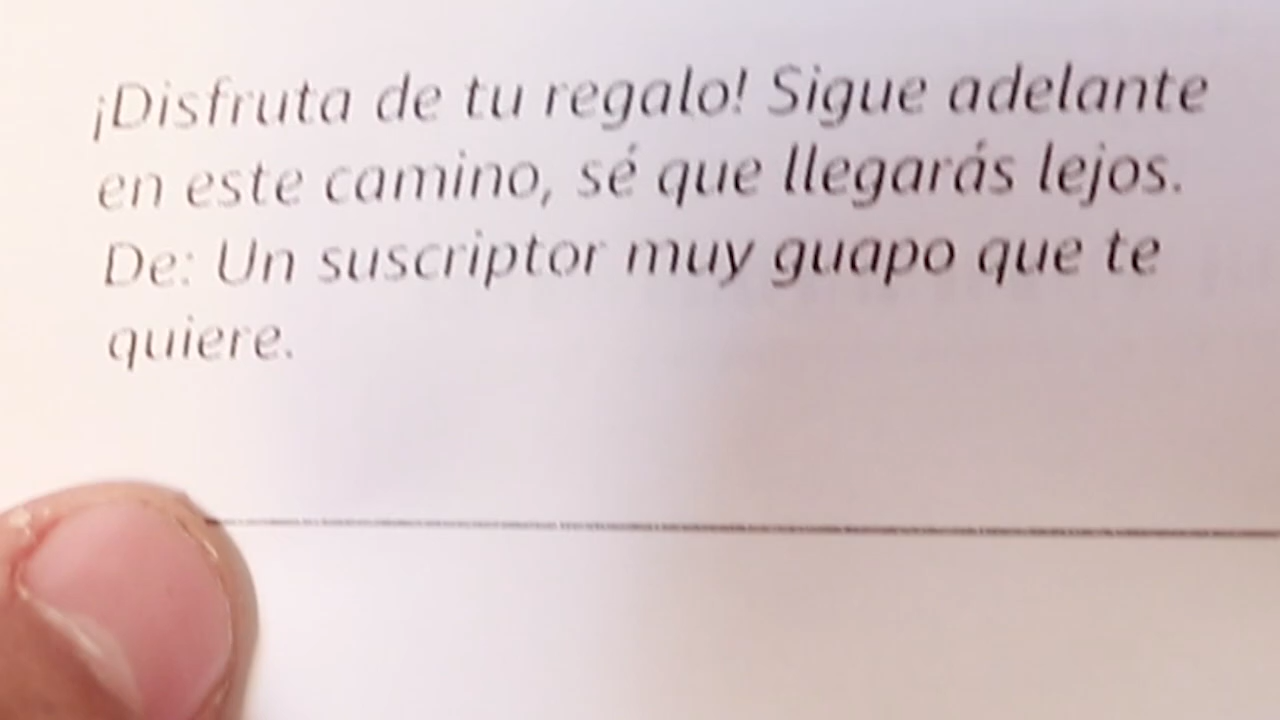 ¡Disfruta de tu regalo! Sigue adelante
en este camino, sé que llegarás lejos.
De: Un suscriptor muy guapo que te
quiere.